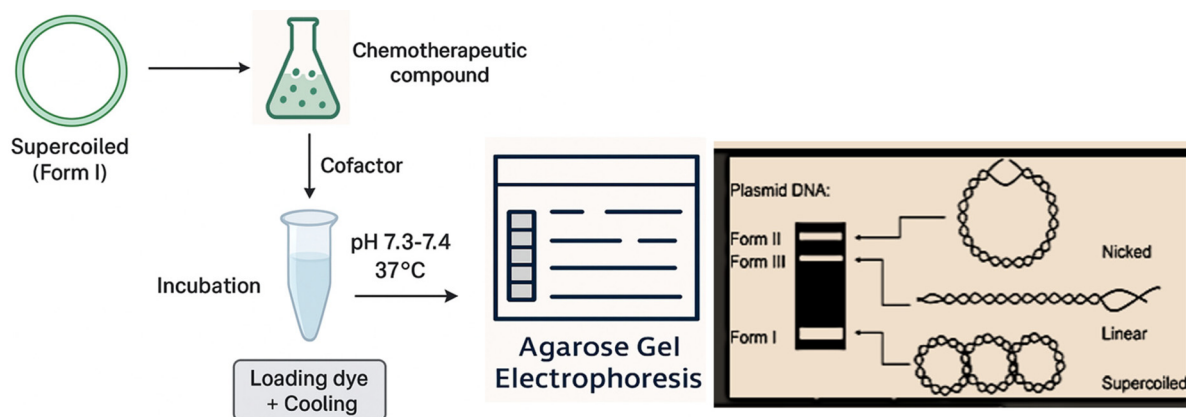 Supercoiled
(Form I)
Chemotherapeutic
compound
Cofactor
Incubation
pH 7.3-7.4
37°C
Loading dye
+ Cooling
Agarose Gel
Electrophoresis
Plasmid DNA:
Form II
Form III
Form I
Nicked
Linear
Supercoiled